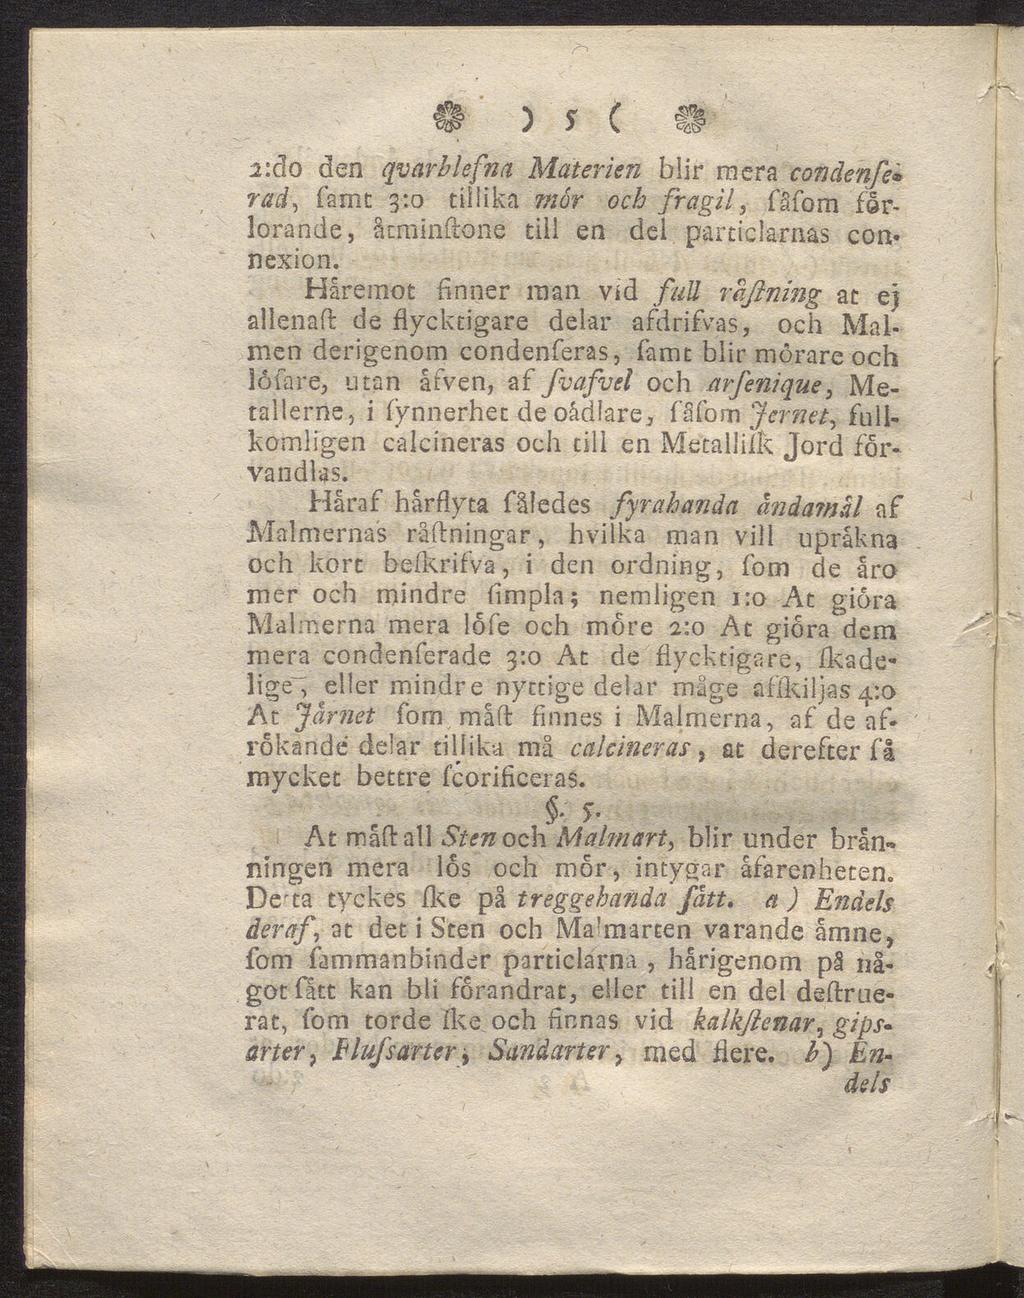 ❁ ) 5 ( ❁
2:do den qvarblefna Materien blir mera condenſe-
rad, ſamt 3:o tillika mör och fragil, ſåſom för-
lorande, åtminſtone till en del particlarnas con-
nexion.
Häremot finner man vid full råſtning at ej
allenaſt de flycktigare delar afdrifvas, och Mal-
men derigenom condenſeras, ſamt blir mörare och
löſare, utan äfven, af ſvafvel och arſenique, Me-
tallerne, i ſynnerhet de oädlare, ſåſom Jernet, full-
komligen calcineras och till en Metalliſk Jord för-
vandlas.
Häraf härflyta ſåledes fyrahanda ändamål af
Malmernas råſtningar, hvilka man vill upräkna
och kort beſkrifva, i den ordning, ſom de äro
mer och mindre ſimpla; nemligen 1:o At giöra
Malmerna mera löſe och möre 2:o At giöra dem
mera condenſerade 3:o At de flycktigare, ſkade-
lige, eller mindre nyttige delar måge afſkiljas 4:o
At Järnet ſom måſt finnes i Malmerna, af de af-
rökande delar tillika må calcineras, at derefter ſå
mycket bettre ſcorificeras.
§. 5.
At måſt all Sten och Malmart, blir under brän-
ningen mera lös och mör, intygar äfarenheten.
Detta tyckes ſke på treggehanda ſätt. a) Endels
deraf, at det i Sten och Malmarten varande ämne,
ſom ſammanbinder particlarna, härigenom på nå-
got ſätt kan bli förandrat, eller till en del deſtrue-
rat, ſom torde ſke och finnas vid kalkſtenar, gips-
arter, Fluſsarter, Sandarter, med flere. b) En-
dels